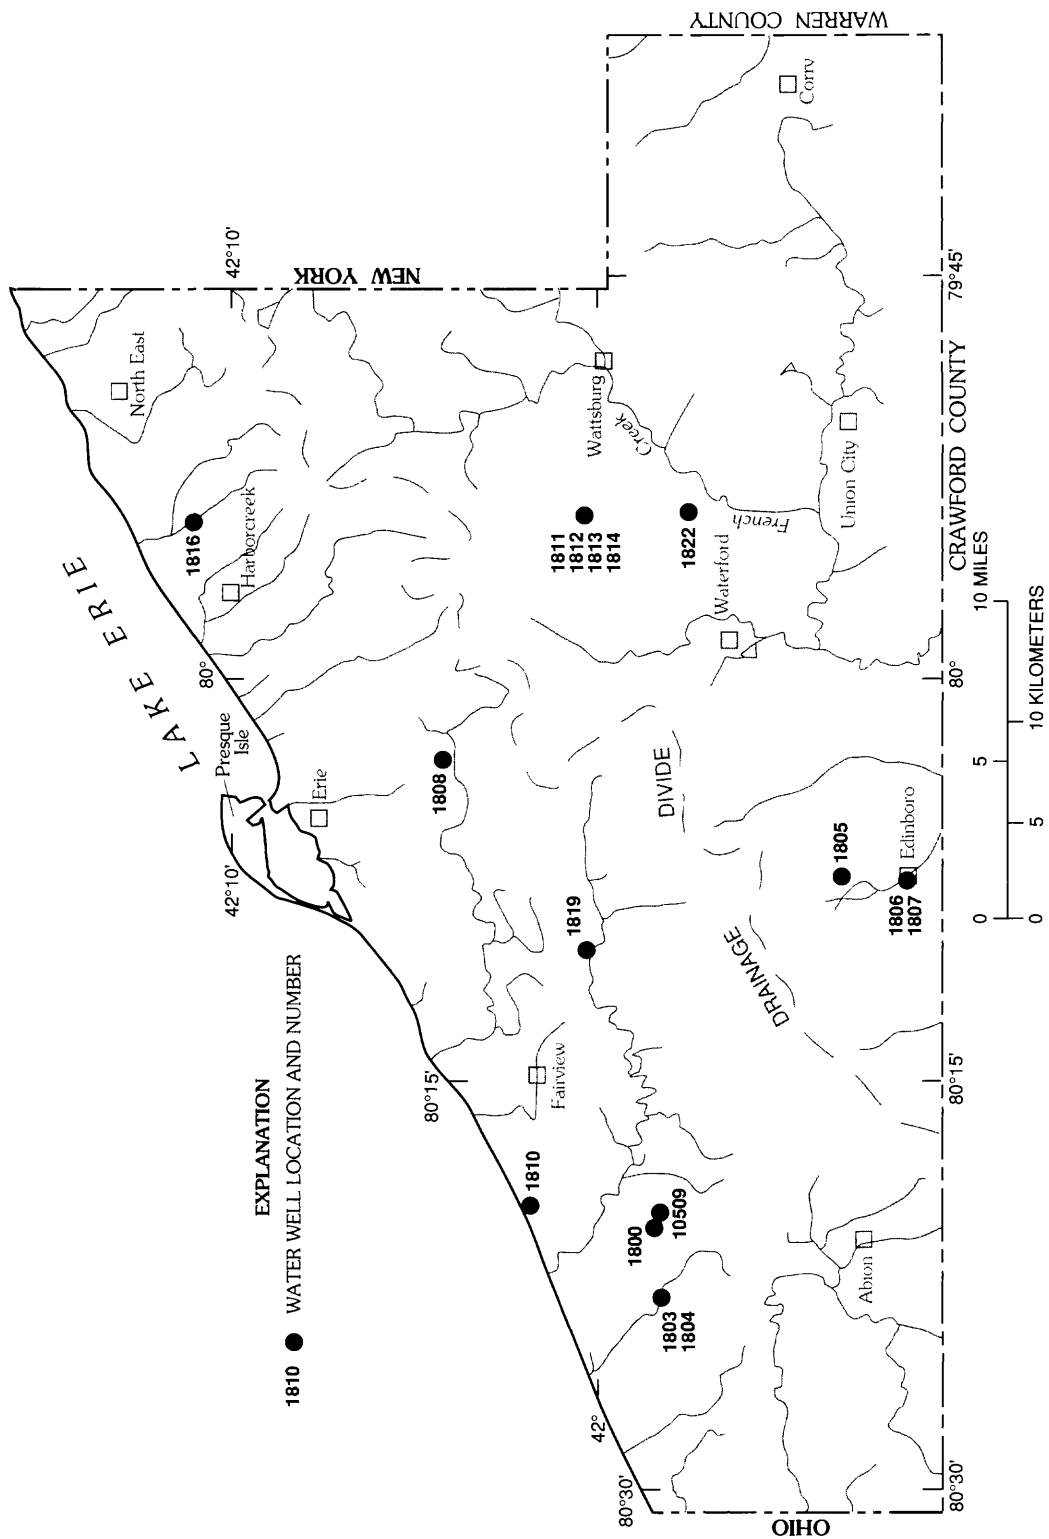 LAKE ERIE
Presque
Isle
42°10'
42°10'
80°
80°15'
80°30'
42°
EXPLANATION
1810 WATER WELL LOCATION AND NUMBER
North East
Harborcreek
1816
NEW YORK
Erie
1808
Wattsburg
Creek
French
1811
1812
1813
1814
1822
Waterford
Union City
Corry
WARREN COUNTY
1819
DRAINAGE
DIVIDE
1805
Edinboro
1806
1807
Fairview
1810
1800
10509
1803
1804
Albion
OHIO
80°30'
80°15'
80°
79°45'
CRAWFORD COUNTY
0 5 10 MILES
0 5 10 KILOMETERS